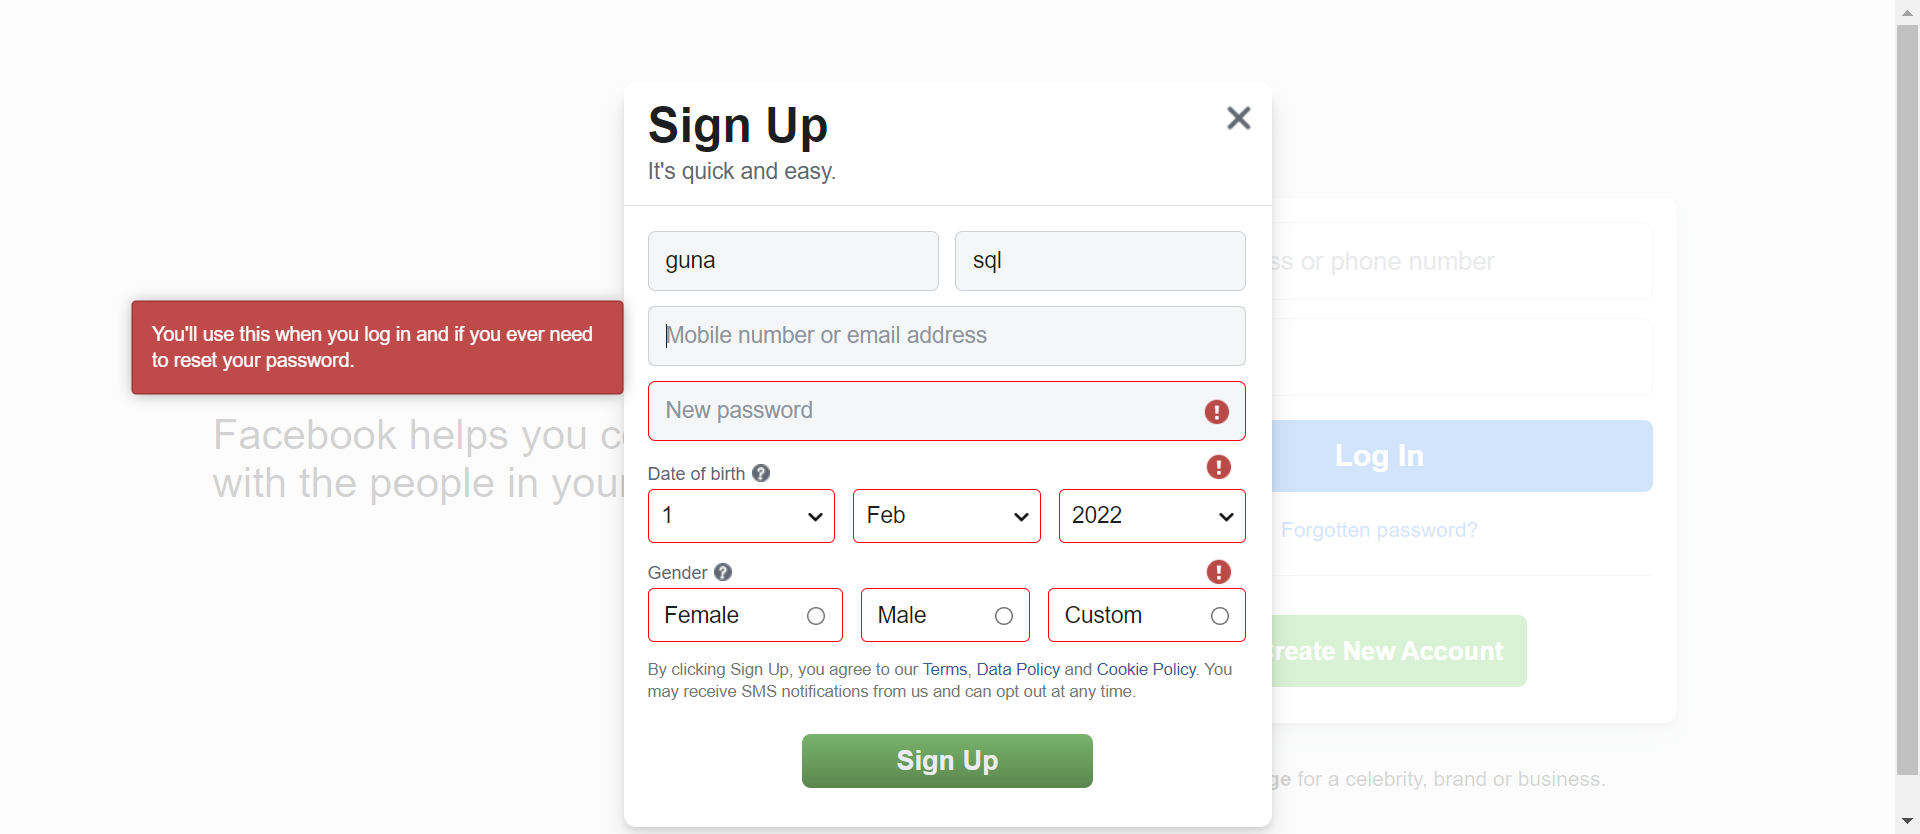 Sign Up
It's quick and easy.
guna
sql
Mobile number or email address
You'll use this when you log in and if you ever need
to reset your password.
New password
Date of birth
1
Feb
2022
Gender
Female
Male
Custom
By clicking Sign Up, you agree to our Terms, Data Policy and Cookie Policy. You
may receive SMS notifications from us and can opt out at any time.
Sign Up
Facebook helps you
with the people in your
or phone number
Log In
Forgotten password?
New Account
for a celebrity, brand or business.